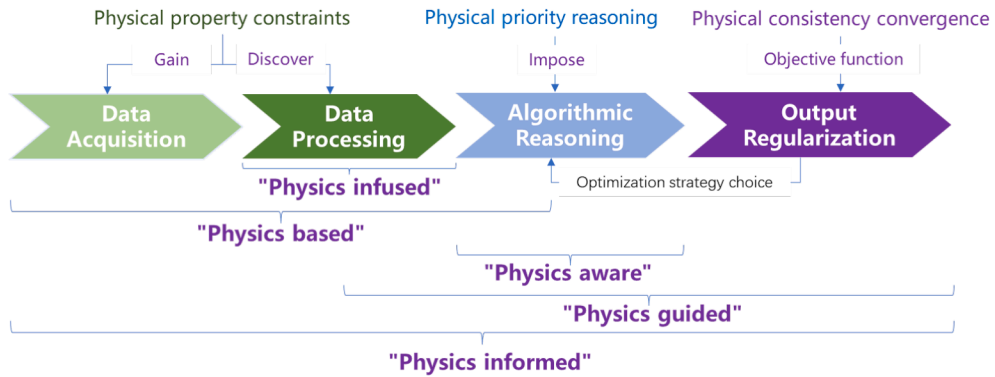 Physical property constraints
Physical priority reasoning
Physical consistency convergence
Gain
Discover
Impose
Objective function
Data
Acquisition
Data
Processing
Algorithmic
Reasoning
Output
Regularization
Optimization strategy choice
"Physics infused"
"Physics based"
"Physics aware"
"Physics guided"
"Physics informed"